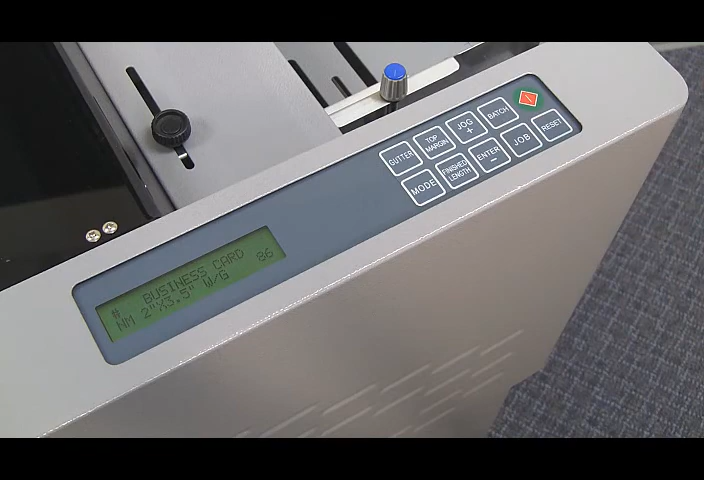 # BUSINESS CARD
NM 2"X3.5" W/G 86
GUTTER
TOP MARGIN
JOG +
BATCH
MODE
FINISHED LENGTH
ENTER -
JOB
RESET